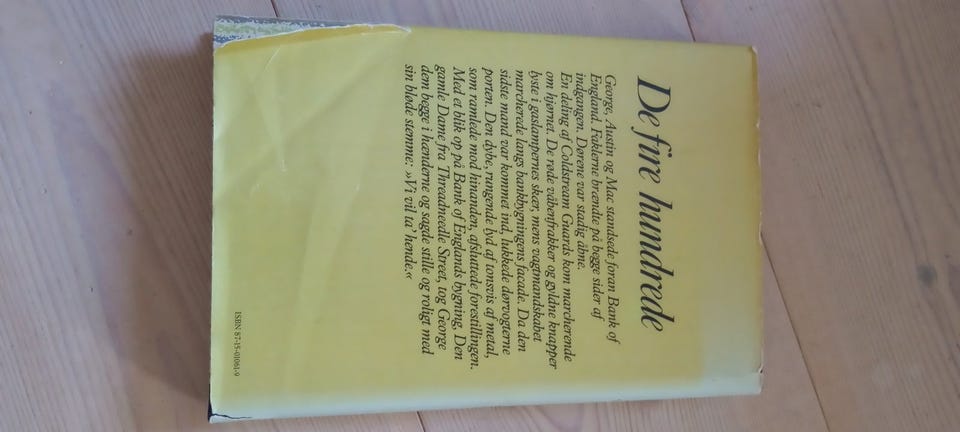 De fire hundrede
George, Austin og Mac standsede foran Bank of
England. Faklerne brændte på begge sider af
indgangen. Dørene var stadig åbne.
En deling af Coldstream Guards kom marcherende
om hjørnet. De røde våbenfrakker og gyldne knapper
lyste i gaslampernes skær, mens vagtmandskabet
marcherede langs bankbygningens facade. Da den
sidste mand var kommet ind, lukkede dørvogterne
porten. Den dybe, rungende lyd af tonsvis af metal,
som ramlede mod hinanden, afsluttede forestillingen.
Med et blik op på Bank of Englands bygning, Den
gamle Dame fra Threadneedle Street, tog George
dem begge i hænderne og sagde stille og roligt med
sin bløde stemme: »Vi vil ta' hende.«
ISBN 87-15-01061-9